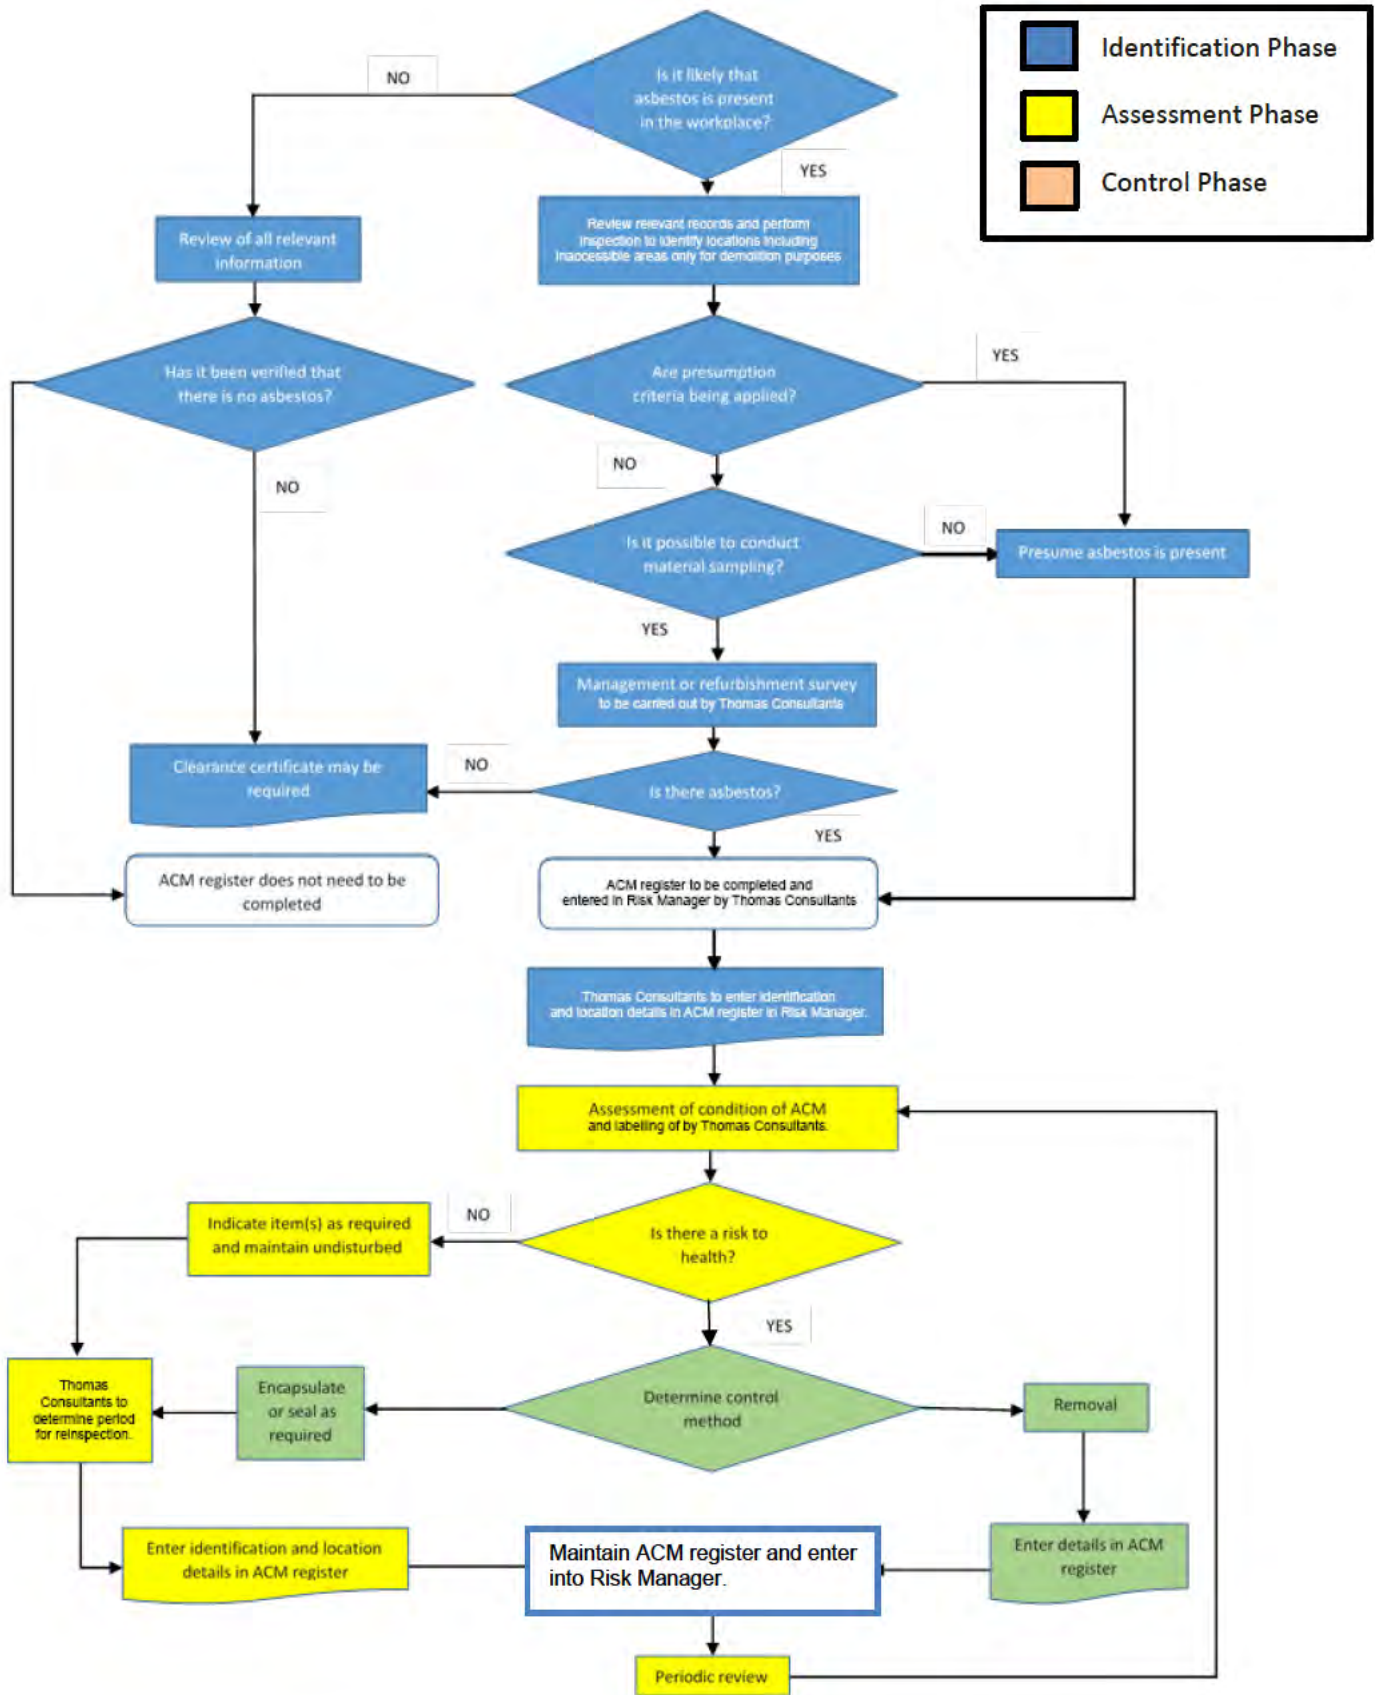 Is it likely that
asbestos is present
in the workplace?
NO
YES
Identification Phase
Assessment Phase
Control Phase
Review of all relevant
information
Review relevant records and perform
inspection to identify locations including
inaccessible areas only for demolition purposes
Has it been verified that
there is no asbestos?
Are presumption
criteria being applied?
YES
NO
NO
Is it possible to conduct
material sampling?
NO
Presume asbestos is present
YES
Management or refurbishment survey
to be carried out by Thomas Consultants
Clearance certificate may be
required
NO
Is there asbestos?
YES
ACM register does not need to be
completed
ACM register to be completed and
entered in Risk Manager by Thomas Consultants
Thomas Consultants to enter identification
and location details in ACM register in Risk Manager.
Assessment of condition of ACM
and labelling of by Thomas Consultants.
Indicate item(s) as required
and maintain undisturbed
NO
Is there a risk to
health?
YES
Thomas
Consultants to
determine period
for reinspection.
Encapsulate
or seal as
required
Determine control
method
Removal
Enter identification and location
details in ACM register
Maintain ACM register and enter
into Risk Manager.
Enter details in ACM
register
Periodic review